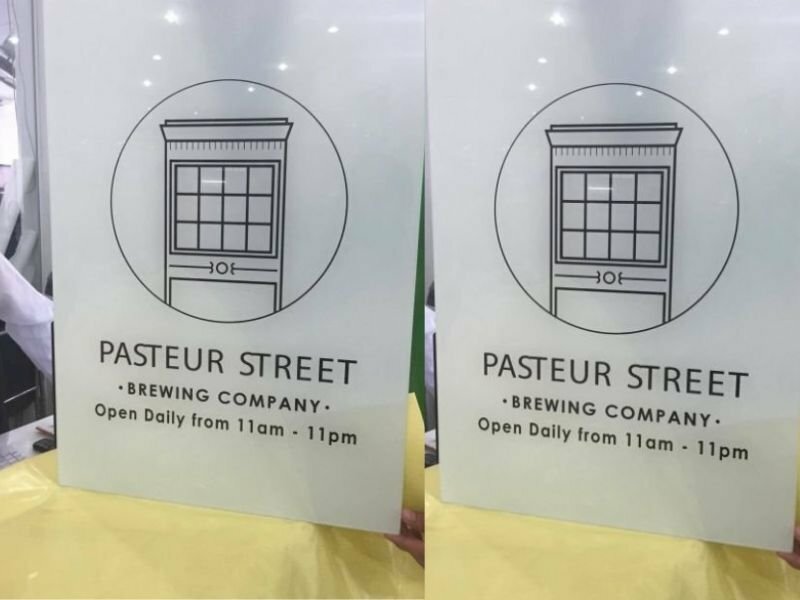 PASTEUR STREET
·BREWING COMPANY·
Open Daily from 11am - 11pm
PASTEUR STREET
·BREWING COMPANY·
Open Daily from 11am - 11pm